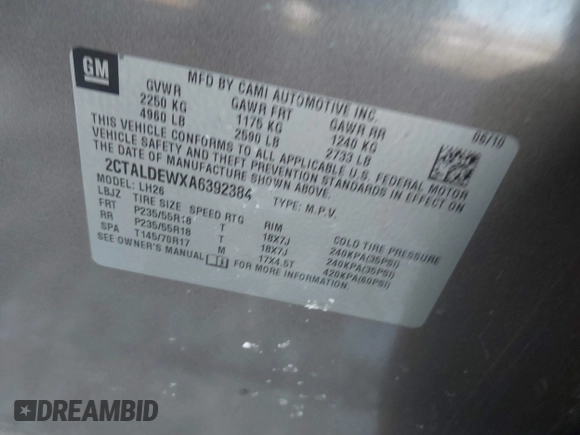 GM
MFD BY CAMI AUTOMOTIVE INC.
GVWR GAWR FRT GAWR RR 06/10
2250 KG 1175 KG 1240 KG
4960 LB 2590 LB 2733 LB
THIS VEHICLE CONFORMS TO ALL APPLICABLE U.S. FEDERAL MOTOR
VEHICLE SAFETY AND THEFT PREVENTION STANDARDS IN EFFECT ON
THE DATE OF MANUFACTURE SHOWN ABOVE.
2CTALDEWXA6392384 TYPE: M.P.V.
MODEL: LH26
LBJZ TIRE SIZE SPEED RTG RIM COLD TIRE PRESSURE
FRT P235/55R18 T 18X7J 240KPA(35PSI)
RR P235/55R18 T 18X7J 240KPA(35PSI)
SPA T145/70R17 M 17X4.5T 420KPA(60PSI)
SEE OWNER'S MANUAL FOR MORE INFORMATION.
DREAMBID